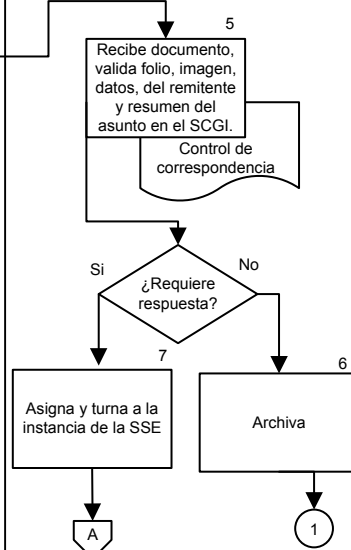 5
Recibe documento,
valida folio, imagen,
datos, del remitente
y resumen del
asunto en el SCGI.
Control de
correspondencia
Si
No
¿Requiere
respuesta?
7
6
Asigna y turna a la
instancia de la SSE
Archiva
A
1